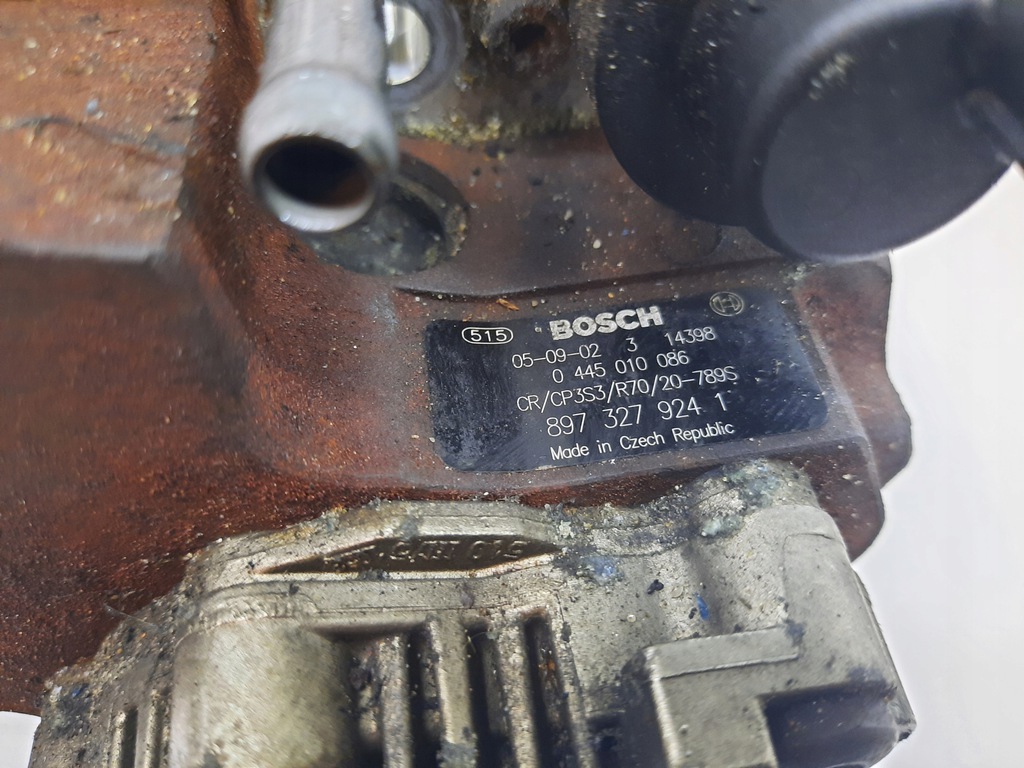 515 BOSCH
05-09-02 3 14398
0 445 010 086
CR/CP3S3/R70/20-789S
897 327 924 1
Made in Czech Republic